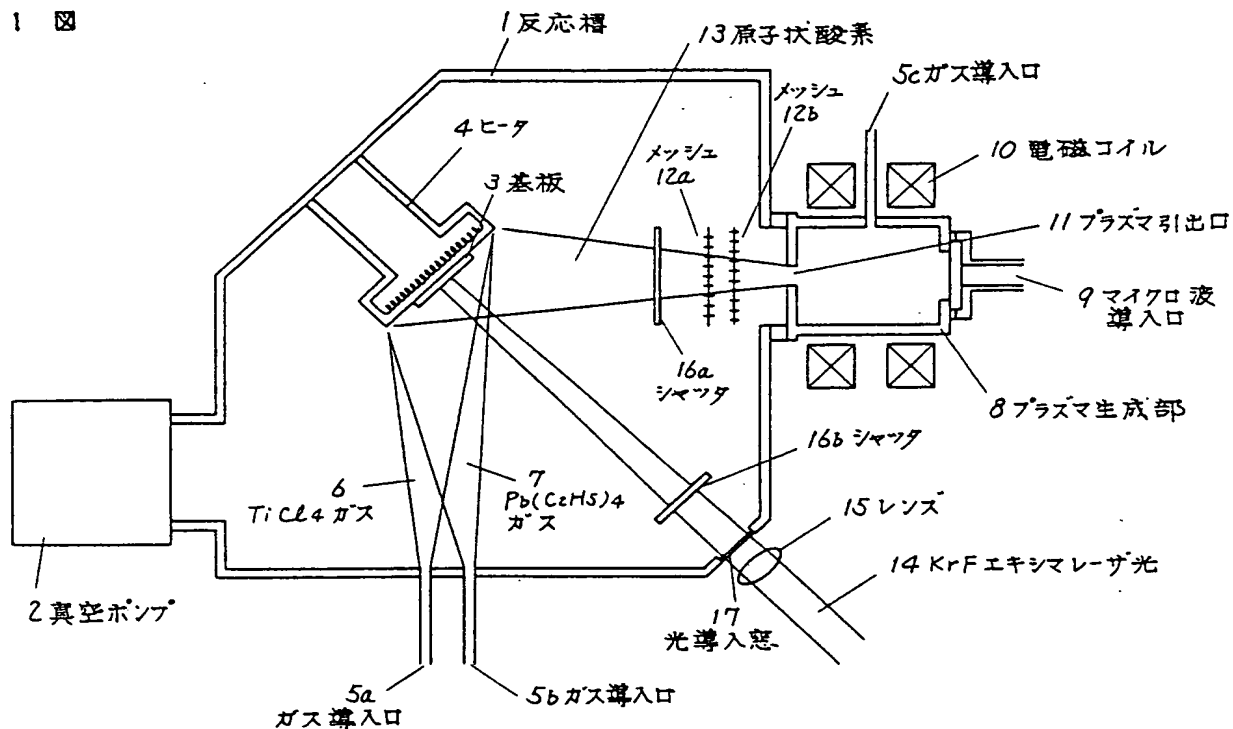 1 図
1 反応槽
13 原子状酸素
5c ガス導入口
メッシュ
12b
4 ヒータ
メッシュ
12a
10 電磁コイル
3 基板
11 プラズマ引出口
9 マイクロ波
導入口
16a
シャッタ
8 プラズマ生成部
16b シャッタ
6
TiCl4 ガス
7
Pb(C2H5)4
ガス
15 レンズ
14 KrFエキシマレーザ光
2 真空ポンプ
17
光導入窓
5a
ガス導入口
5b ガス導入口